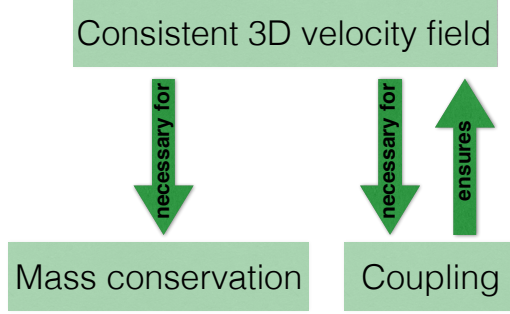 Consistent 3D velocity field
necessary for
necessary for
ensures
Mass conservation
Coupling